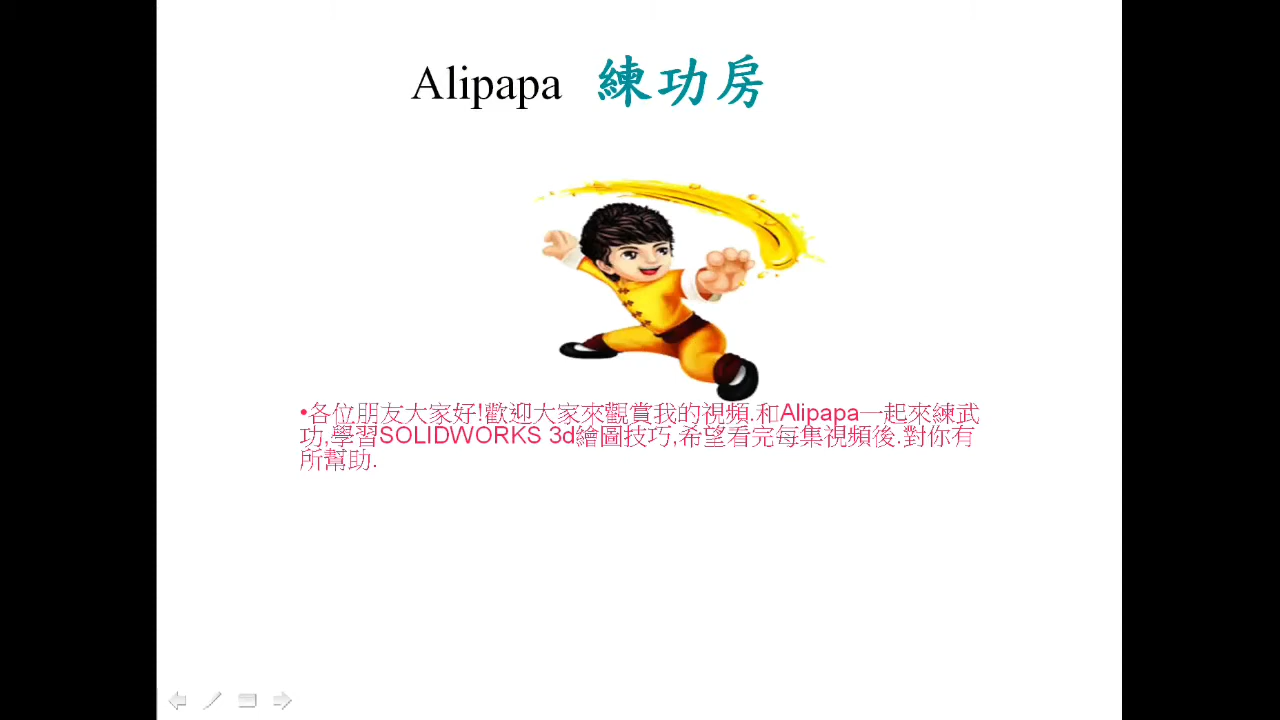 Alipapa 練功房
•各位朋友大家好!歡迎大家來觀賞我的視頻.和Alipapa一起來練武
功,學習SOLIDWORKS 3d繪圖技巧,希望看完每集視頻後.對你有
所幫助.